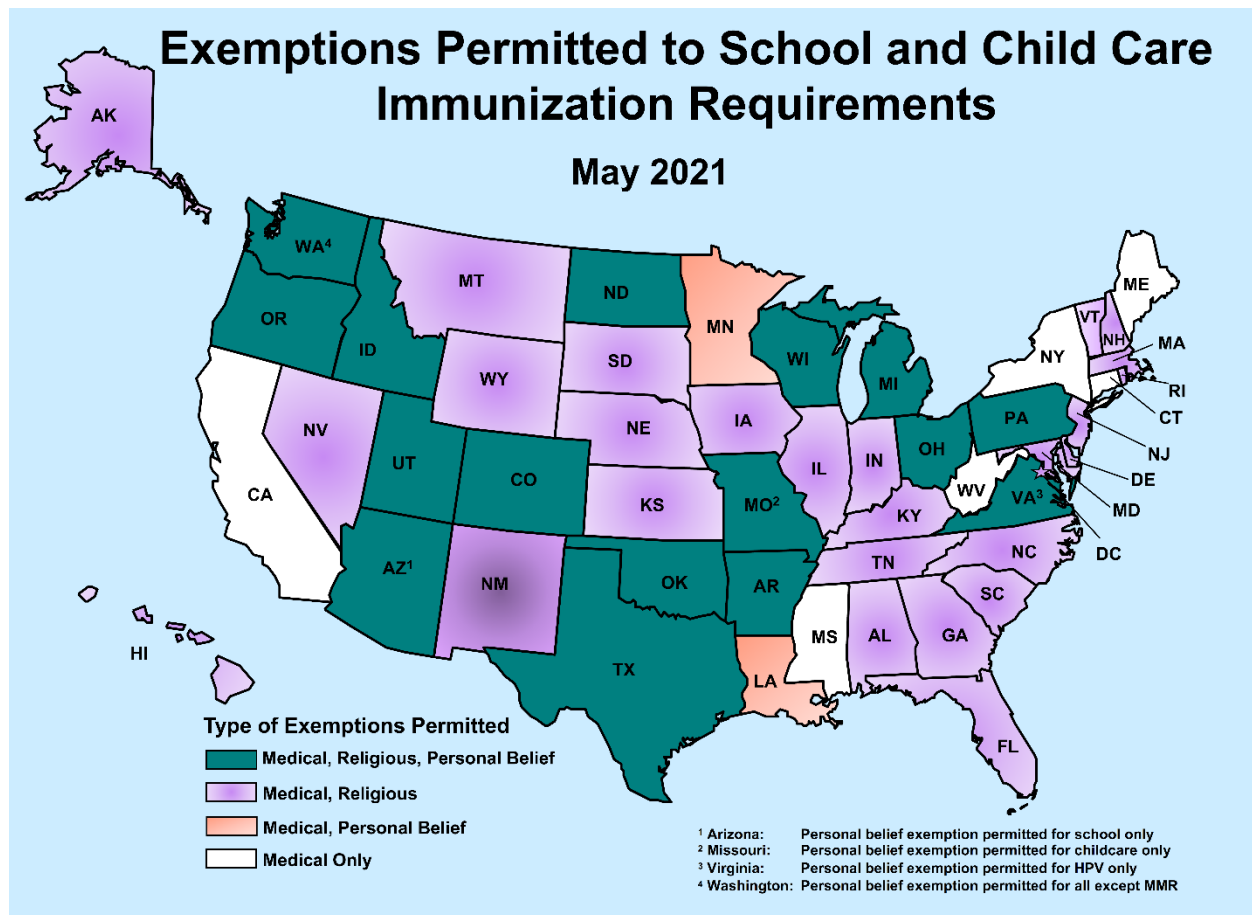 Exemptions Permitted to School and Child Care
Immunization Requirements
May 2021
AK
WA⁴
MT
ND
MN
ME
OR
ID
WY
SD
WI
MI
NY
VT
NH
MA
RI
CT
NV
NE
IA
PA
NJ
CA
UT
CO
KS
MO²
IL
IN
OH
WV
VA³
DE
MD
DC
KY
AZ¹
NM
OK
AR
TN
NC
SC
MS
AL
GA
HI
TX
LA
FL
Type of Exemptions Permitted
Medical, Religious, Personal Belief
Medical, Religious
Medical, Personal Belief
Medical Only
¹ Arizona: Personal belief exemption permitted for school only
² Missouri: Personal belief exemption permitted for childcare only
³ Virginia: Personal belief exemption permitted for HPV only
⁴ Washington: Personal belief exemption permitted for all except MMR